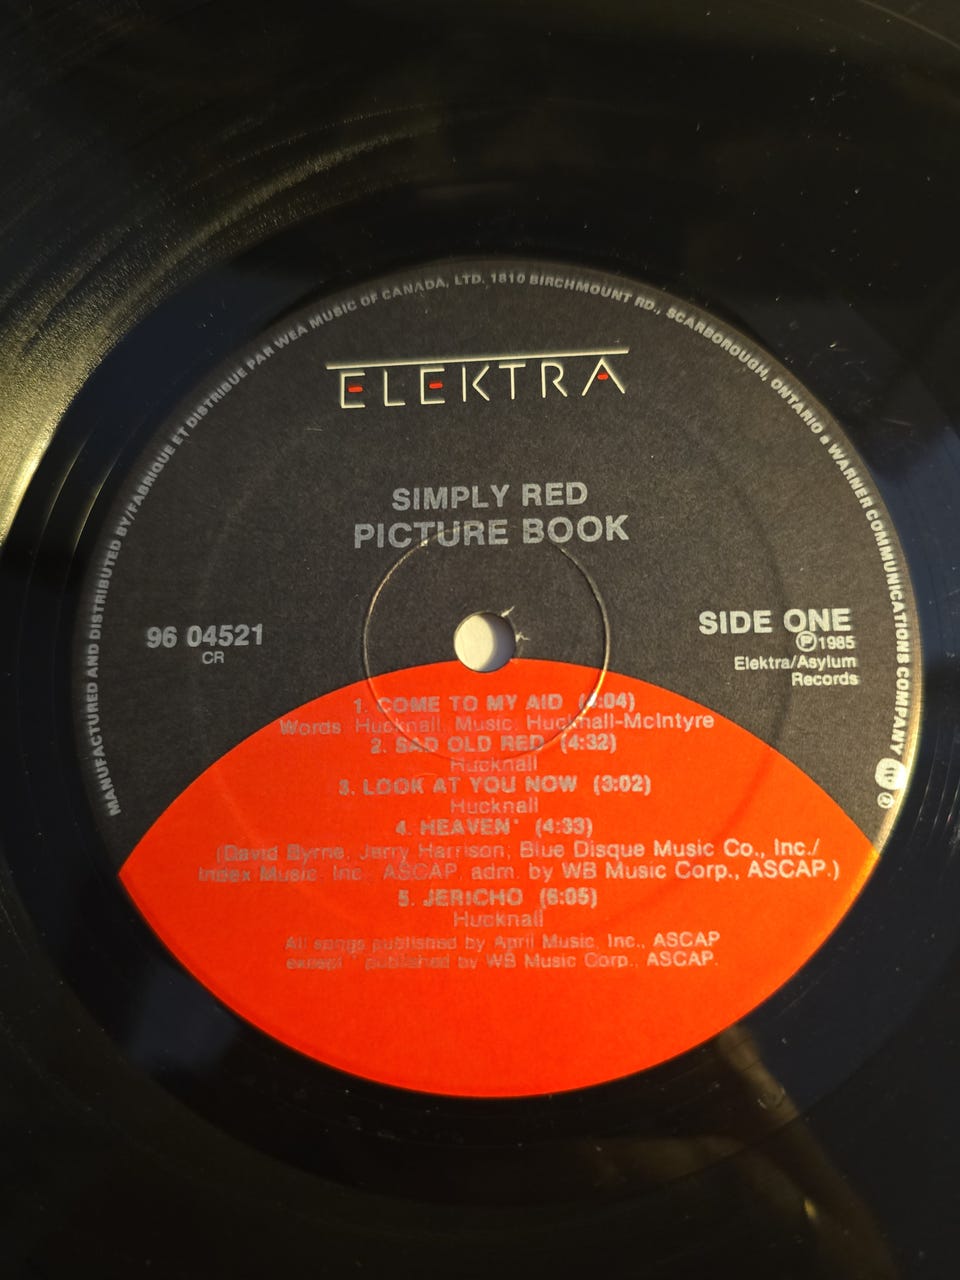 MANUFACTURED AND DISTRIBUTED BY/FABRIQUE ET DISTRIBUE PAR WEA MUSIC OF CANADA, LTD, 1810 BIRCHMOUNT RD., SCARBOROUGH, ONTARIO WARNER COMMUNICATIONS COMPANY ®
ELEKTRA
SIMPLY RED
PICTURE BOOK
96 04521
CR
SIDE ONE
℗1985
Elektra/Asylum
Records
1. COME TO MY AID (:04)
Words: Hucknall, Music: Hucknall-McIntyre
2. SAD OLD RED (4:32)
Hucknall
3. LOOK AT YOU NOW (3:02)
Hucknall
4. HEAVEN* (4:33)
(David Byrne, Jerry Harrison; Blue Disque Music Co., Inc./
Index Music, Inc., ASCAP, adm. by WB Music Corp., ASCAP.)
5. JERICHO (6:05)
Hucknall
All songs published by April Music, Inc., ASCAP
except * published by WB Music Corp., ASCAP.